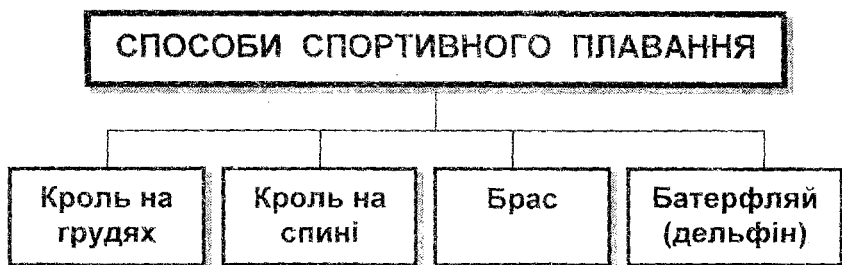 СПОСОБИ СПОРТИВНОГО ПЛАВАННЯ
Кроль на
грудях
Кроль на
спині
Брас
Батерфляй
(дельфін)